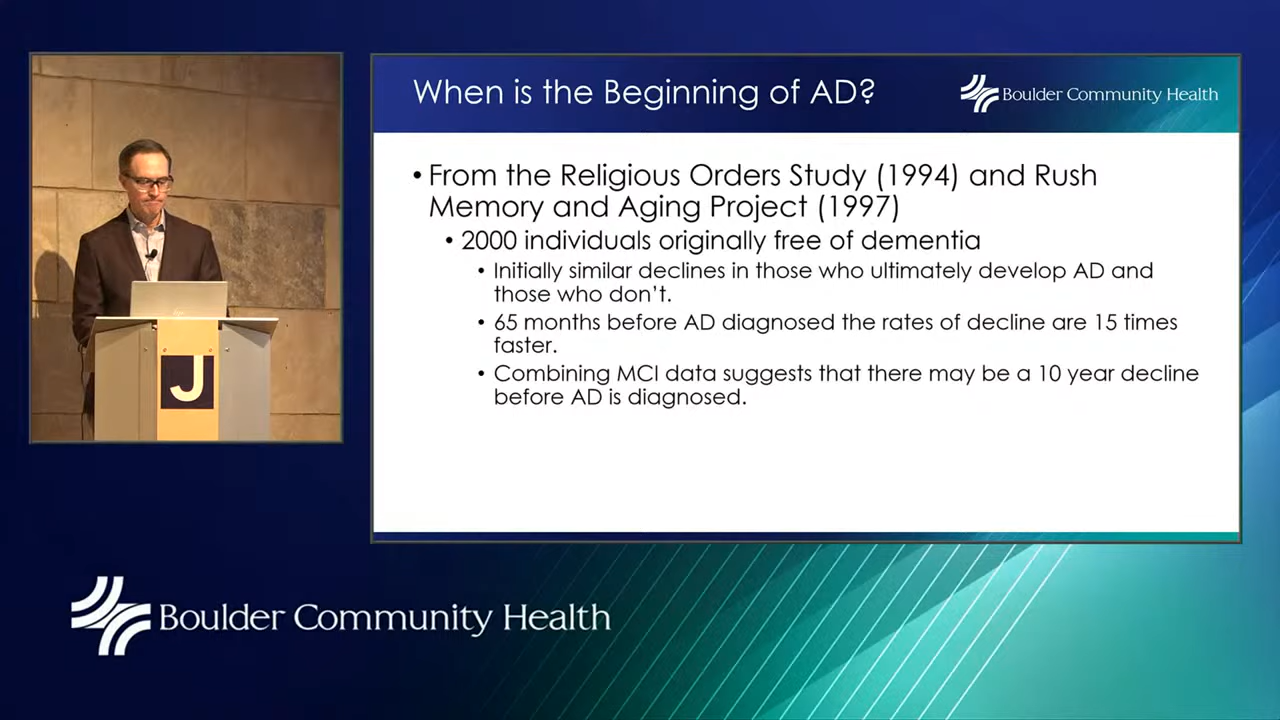 When is the Beginning of AD?
Boulder Community Health
• From the Religious Orders Study (1994) and Rush
Memory and Aging Project (1997)
• 2000 individuals originally free of dementia
• Initially similar declines in those who ultimately develop AD and
those who don't.
• 65 months before AD diagnosed the rates of decline are 15 times
faster.
• Combining MCI data suggests that there may be a 10 year decline
before AD is diagnosed.
J
Boulder Community Health